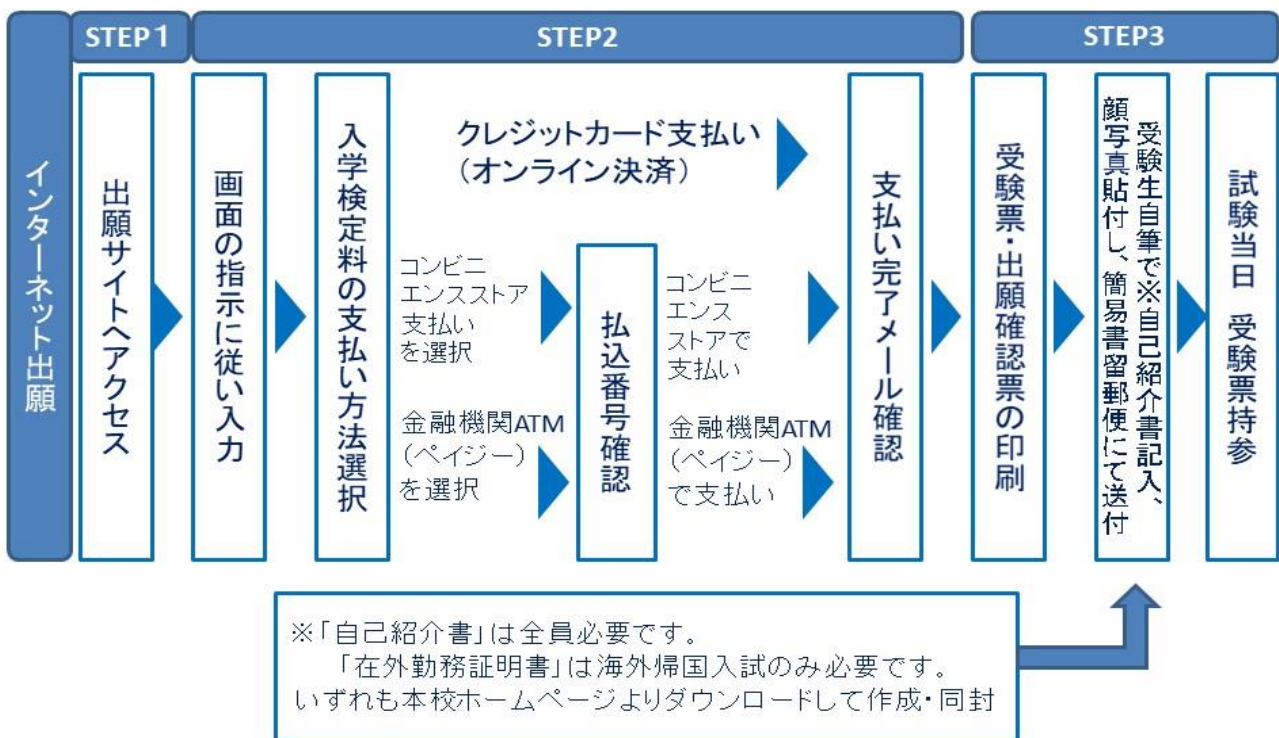 STEP1
STEP2
STEP3
インターネット出願
出願サイトへアクセス
画面の指示に従い入力
入学検定料の支払い方法選択
クレジットカード支払い
(オンライン決済)
コンビニ
エンスストア
支払い
を選択
金融機関ATM
(ペイジー)
を選択
払込番号確認
コンビニ
エンス
ストアで
支払い
金融機関ATM
(ペイジー)
で支払い
支払い完了メール確認
受験票・出願確認票の印刷
受験生自筆で※自己紹介書記入、
顔写真貼付し、簡易書留郵便にて送付
試験当日 受験票持参
※「自己紹介書」は全員必要です。
「在外勤務証明書」は海外帰国入試のみ必要です。
いずれも本校ホームページよりダウンロードして作成・同封